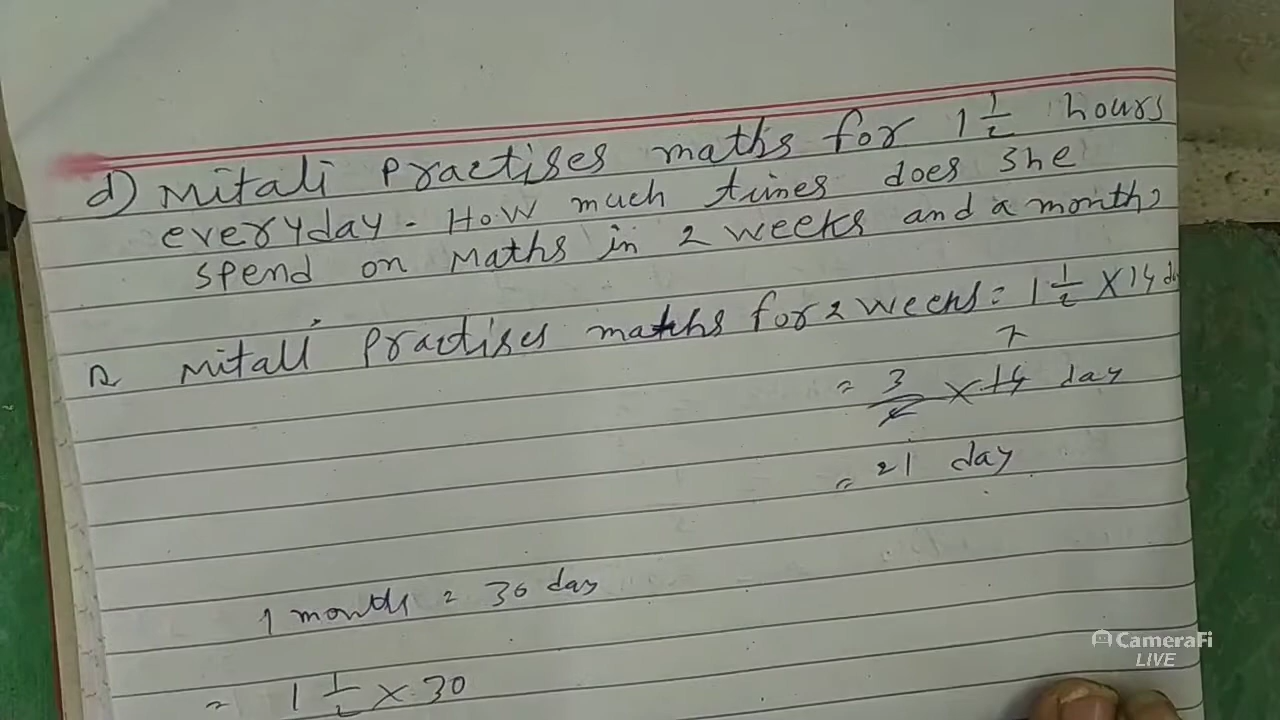 d) Mitali Practises maths for 1 1/2 hours
everyday. How much times does she
spend on Maths in 2 weeks and a month?
Mitali Practises maths for 2 weeks = 1 1/2 X 14
7
= 3/2 X 14 day
= 21 day
1 month = 30 day
= 1 1/2 X 30
CameraFi
LIVE